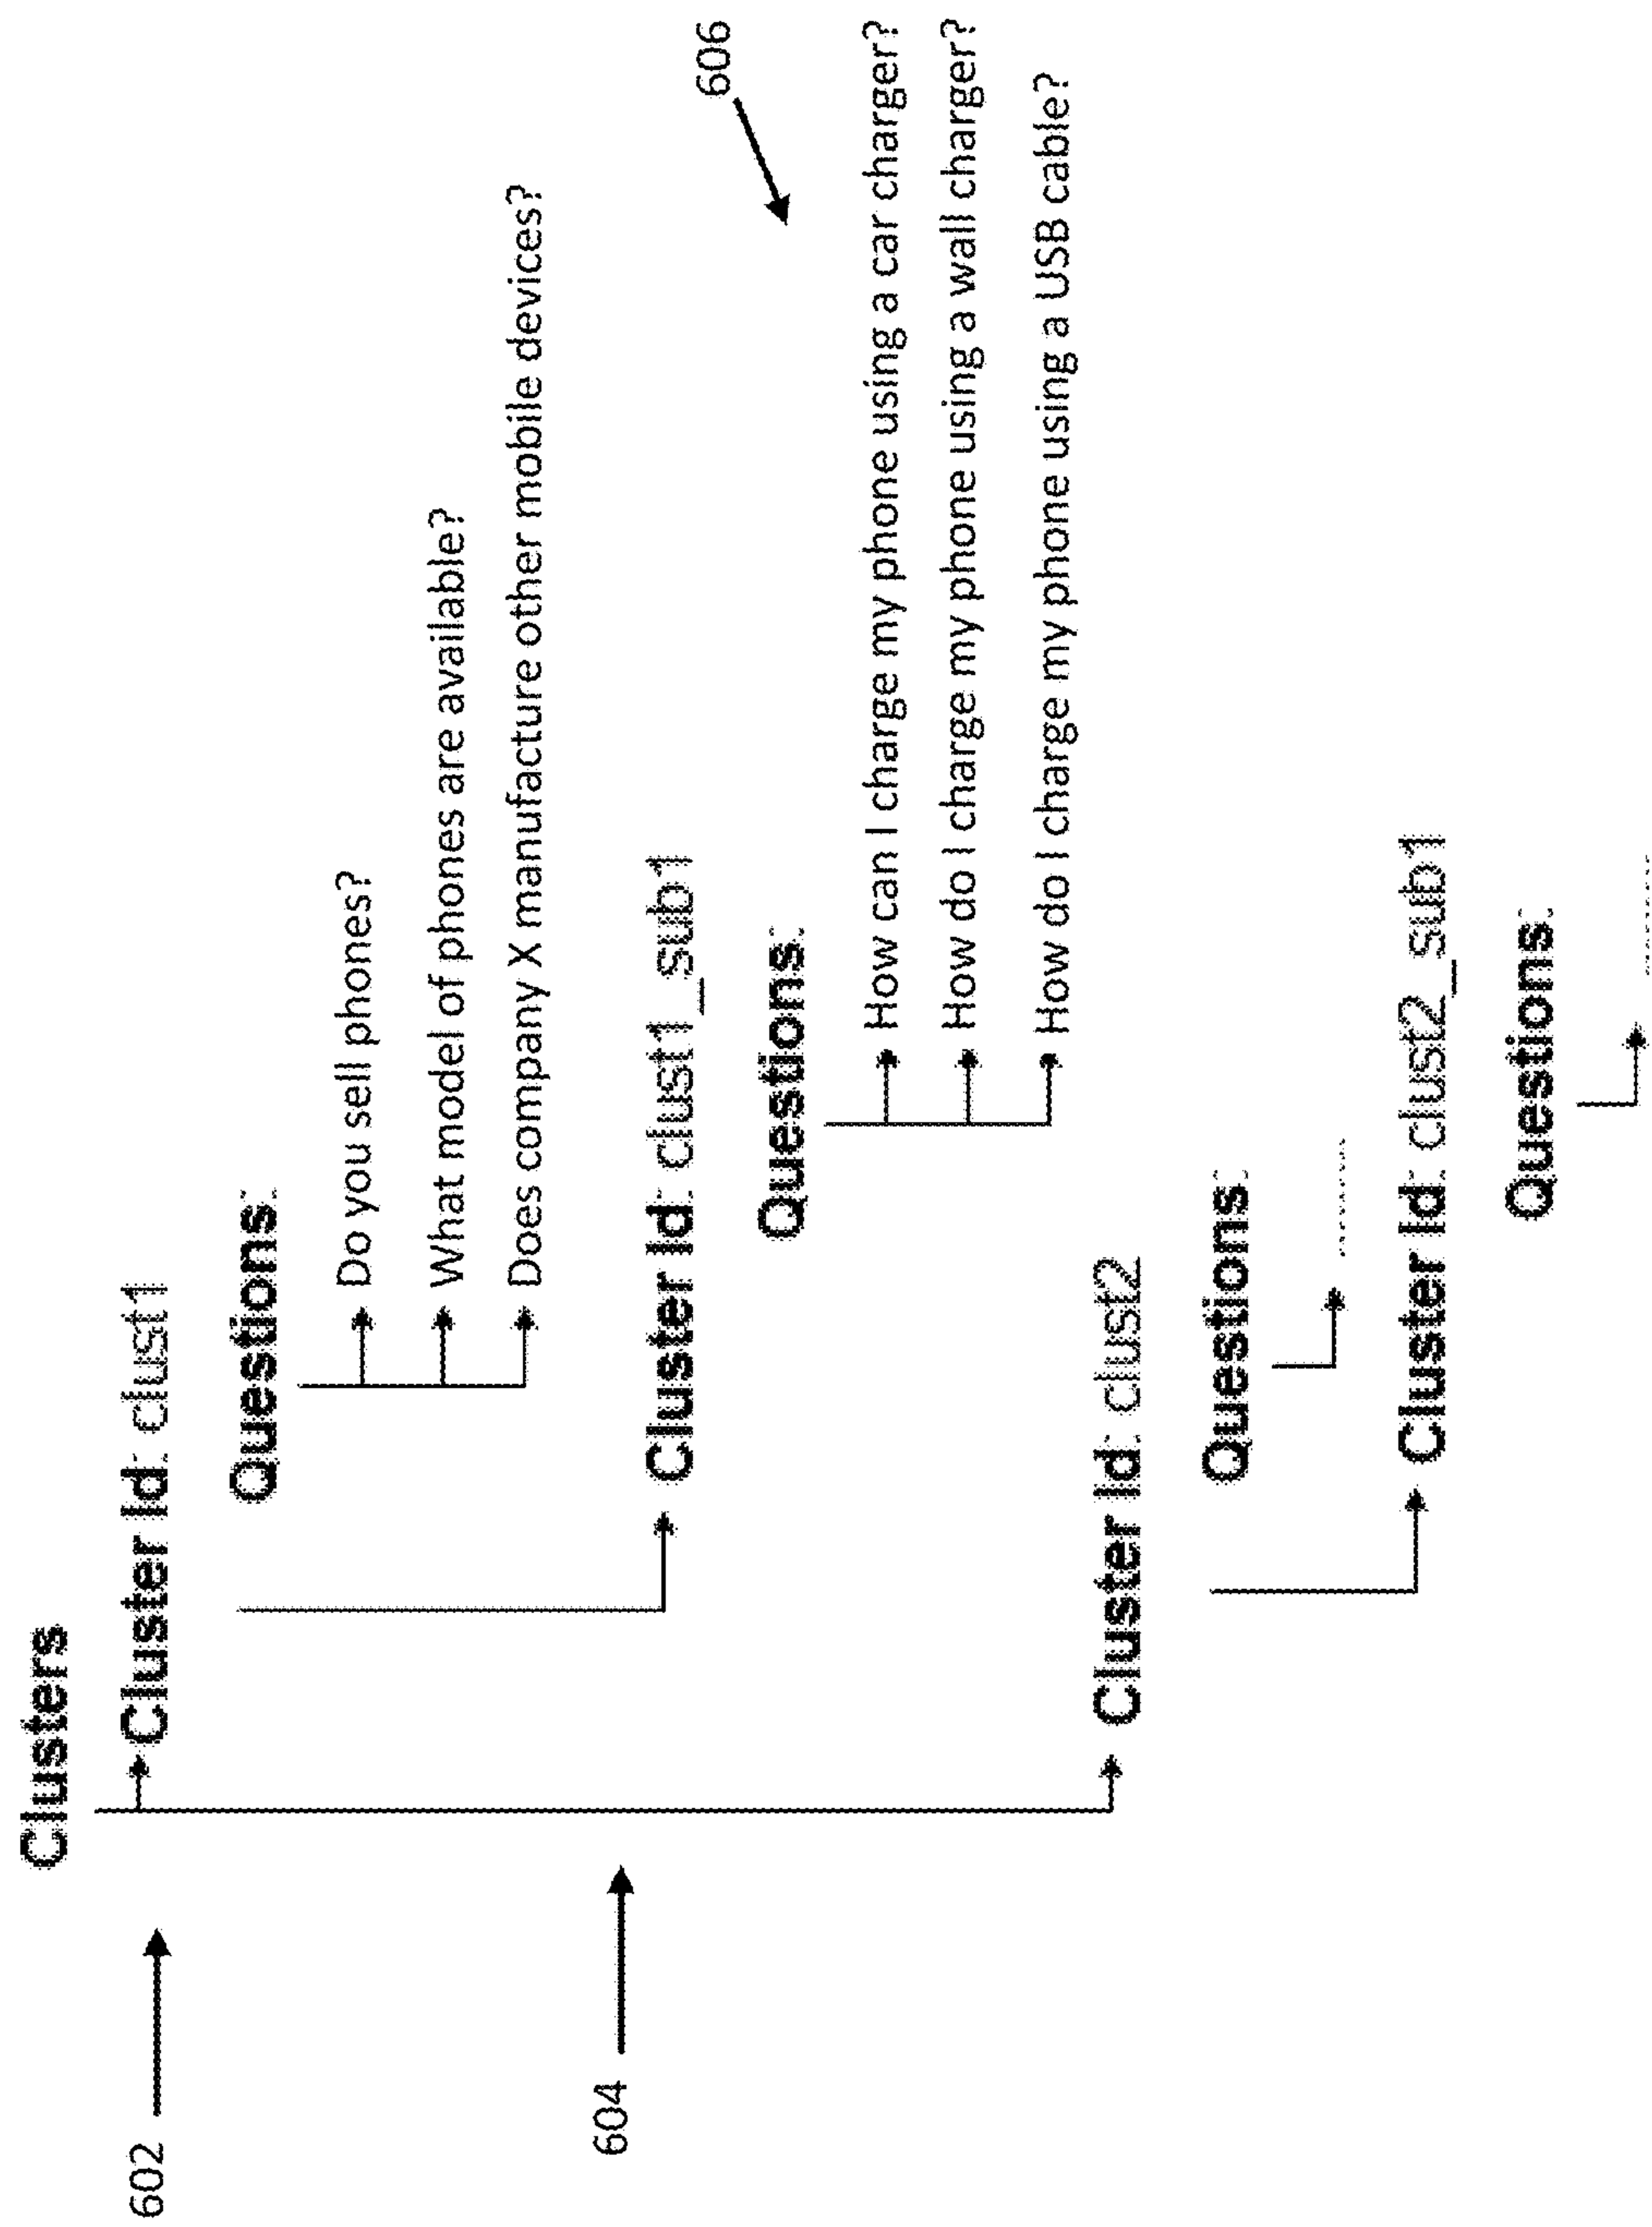 Clusters
602
Cluster Id: clust1
Questions:
Do you sell phones?
What model of phones are available?
Does company X manufacture other mobile devices?
604
Cluster Id: clust1_sub1
606
Questions:
How can I charge my phone using a car charger?
How do I charge my phone using a wall charger?
How do I charge my phone using a USB cable?
Cluster Id: clust2
Questions:
Cluster Id: clust2_sub1
Questions: